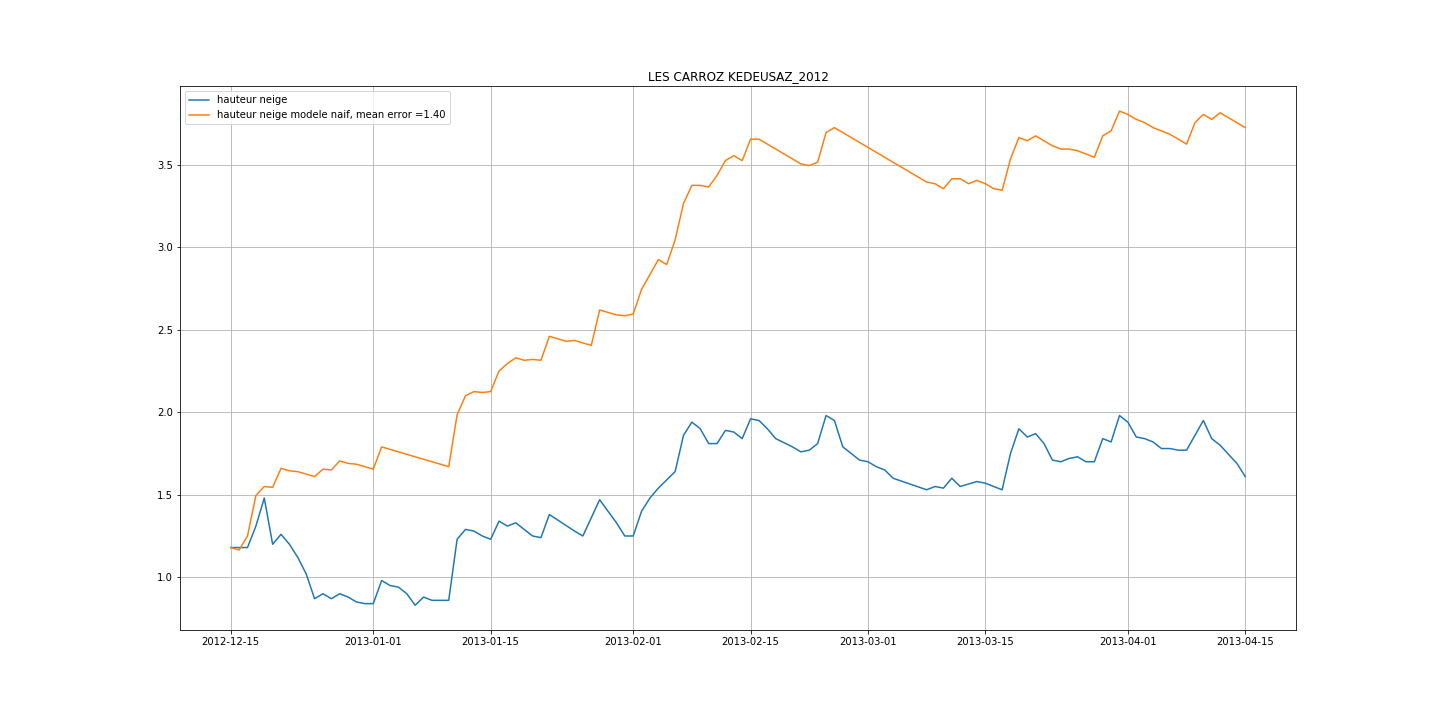 LES CARROZ KEDEUSAZ_2012
hauteur neige
hauteur neige modele naif, mean error =1.40
3.5
3.0
2.5
2.0
1.5
1.0
2012-12-15 2013-01-01 2013-01-15 2013-02-01 2013-02-15 2013-03-01 2013-03-15 2013-04-01 2013-04-15